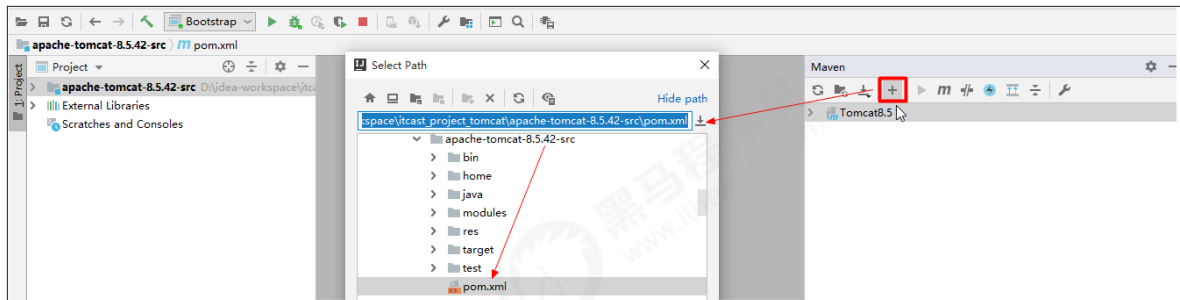 Bootstrap
apache-tomcat-8.5.42-src
pom.xml
1: Project
Project
apache-tomcat-8.5.42-src D:\idea-workspace\itca
External Libraries
Scratches and Consoles
Select Path
Hide path
:space\itcast_project_tomcat\apache-tomcat-8.5.42-src\pom.xml
apache-tomcat-8.5.42-src
bin
home
java
modules
res
target
test
pom.xml
Maven
Tomcat8.5
黑马程